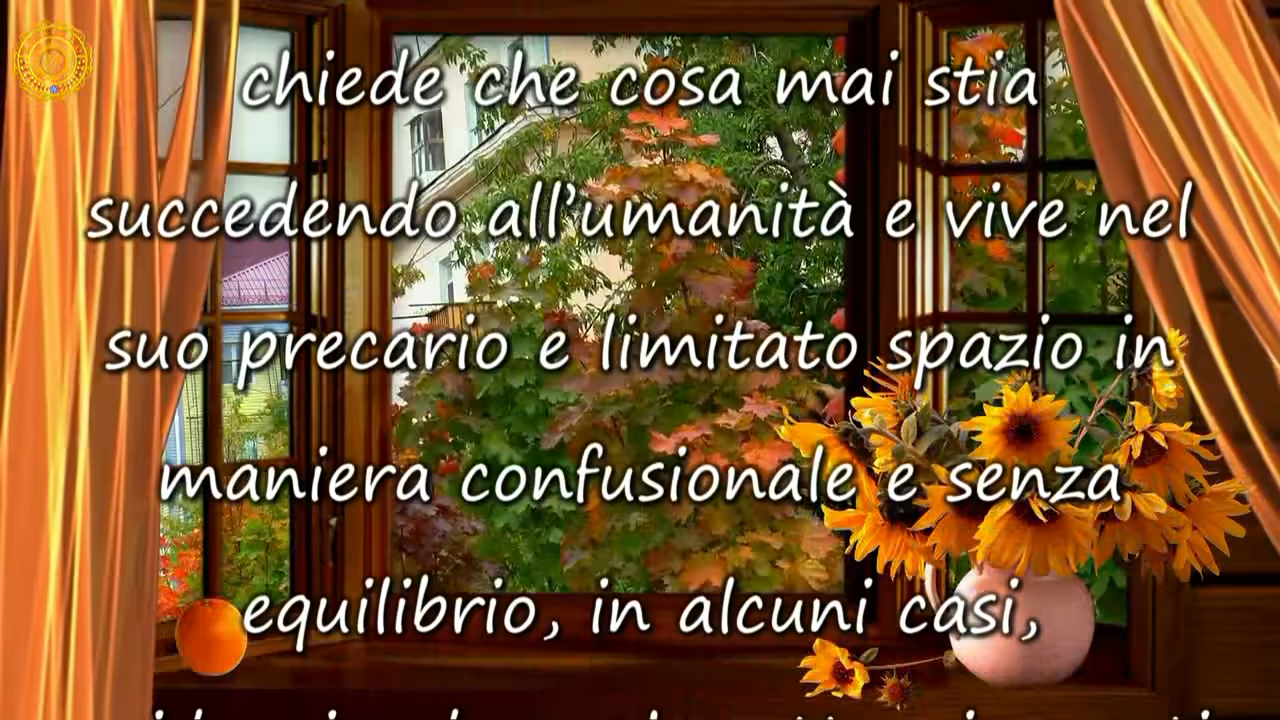 chiede che cosa mai stia
succedendo all'umanità e vive nel
suo precario e limitato spazio in
maniera confusionale e senza
equilibrio, in alcuni casi,